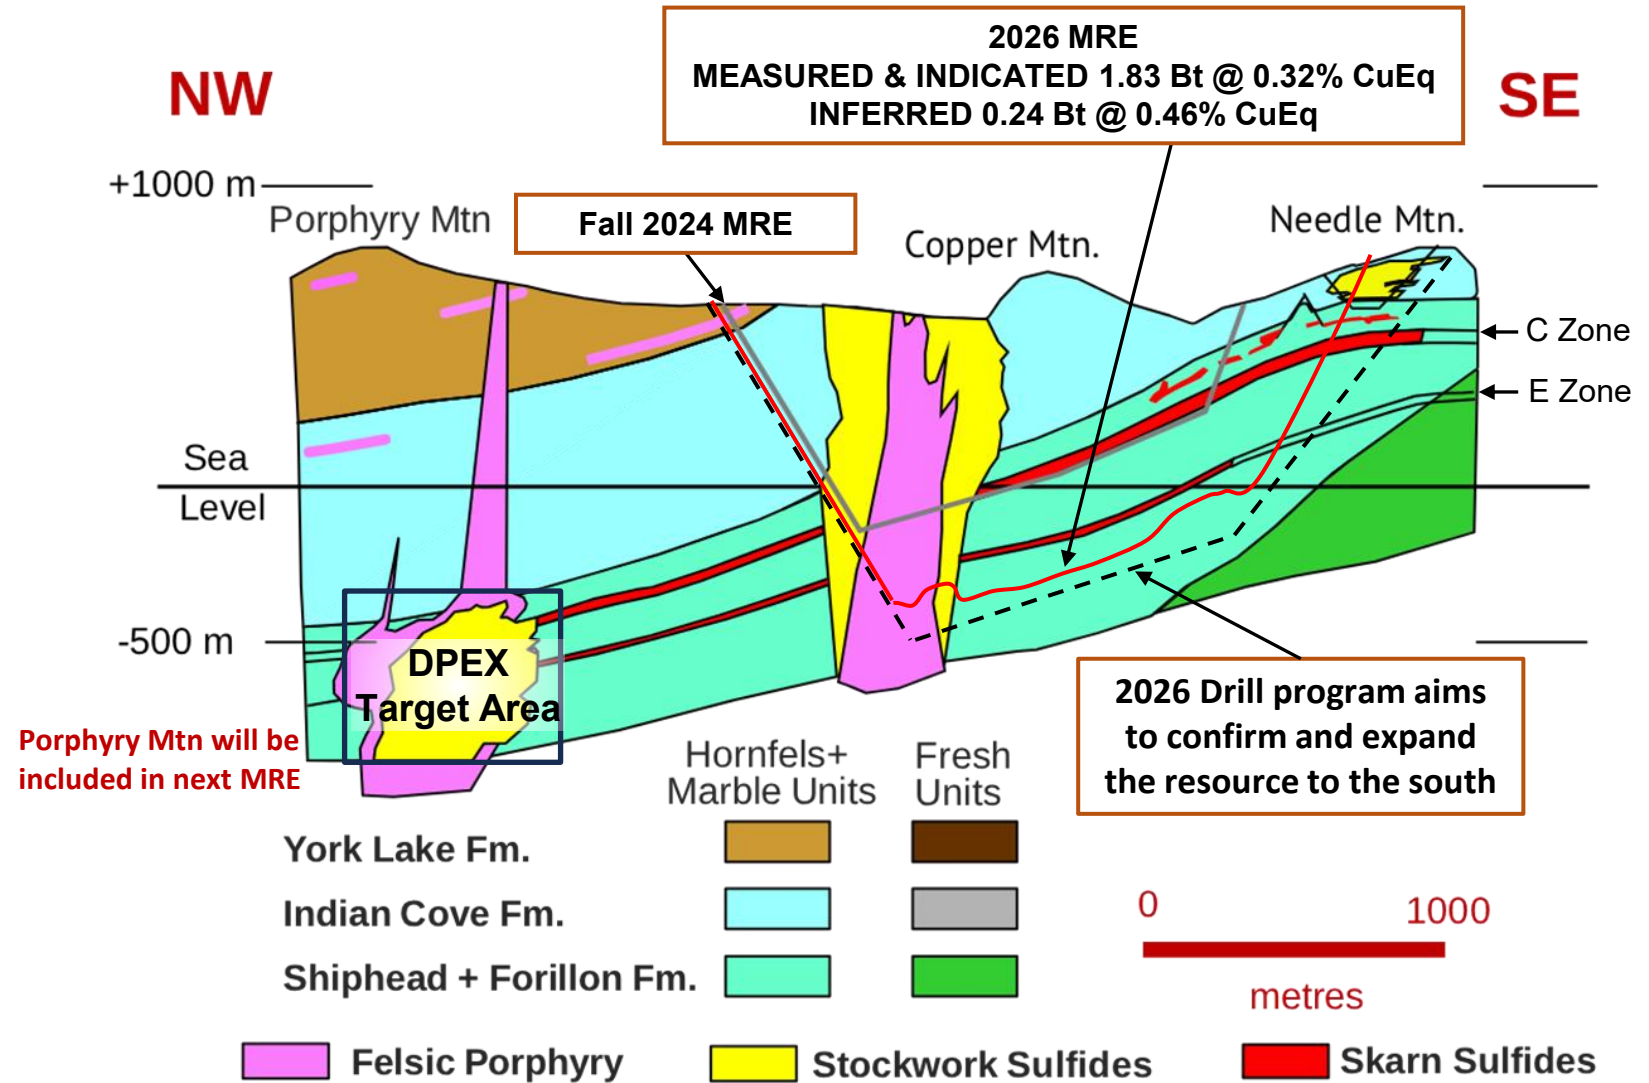 2026 MRE
MEASURED & INDICATED 1.83 Bt @ 0.32% CuEq
INFERRED 0.24 Bt @ 0.46% CuEq
NW
SE
+1000 m
Porphyry Mtn
Fall 2024 MRE
Copper Mtn.
Needle Mtn.
C Zone
E Zone
Sea
Level
-500 m
DPEX
Target Area
Porphyry Mtn will be
included in next MRE
2026 Drill program aims
to confirm and expand
the resource to the south
Hornfels+
Marble Units
Fresh
Units
York Lake Fm.
Indian Cove Fm.
Shiphead + Forillon Fm.
0
1000
metres
Felsic Porphyry
Stockwork Sulfides
Skarn Sulfides